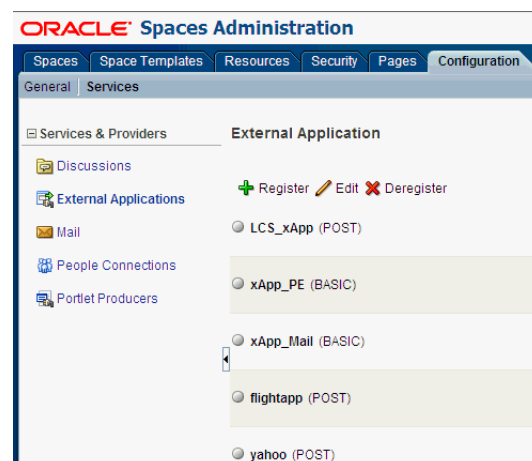 ORACLE Spaces Administration
Spaces Space Templates Resources Security Pages Configuration
General Services
Services & Providers
Discussions
External Applications
Mail
People Connections
Portlet Producers
External Application
Register Edit Deregister
LCS_xApp (POST)
xApp_PE (BASIC)
xApp_Mail (BASIC)
flightapp (POST)
yahoo (POST)